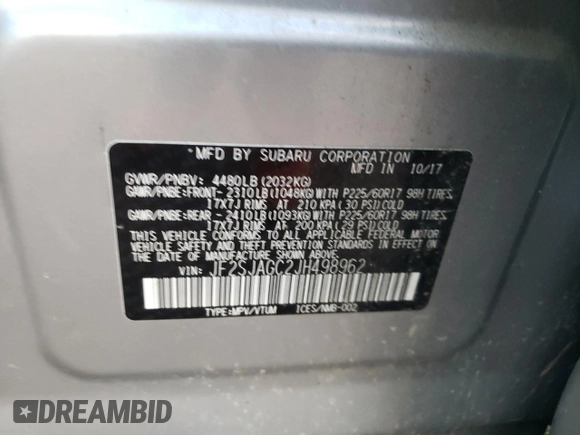 MFD BY SUBARU CORPORATION
MFD IN 10/17
GVWR/PNBV: 4480LB (2032KG)
GAWR/PNBE:FRONT- 2310LB(1048KG)WITH P225/60R17 98H TIRES,
17X7J RIMS AT 210 KPA (30 PSI)COLD
GAWR/PNBE:REAR - 2410LB(1093KG)WITH P225/60R17 98H TIRES,
17X7J RIMS AT 200 KPA (29 PSI)COLD
THIS VEHICLE CONFORMS TO ALL APPLICABLE FEDERAL MOTOR
VEHICLE SAFETY AND THEFT PREVENTION STANDARDS IN EFFECT ON
THE DATE OF MANUFACTURE SHOWN ABOVE.
VIN: JF2SJAGC2JH498962
TYPE:MPV/VTUM ICES/NMB-002
DREAMBID